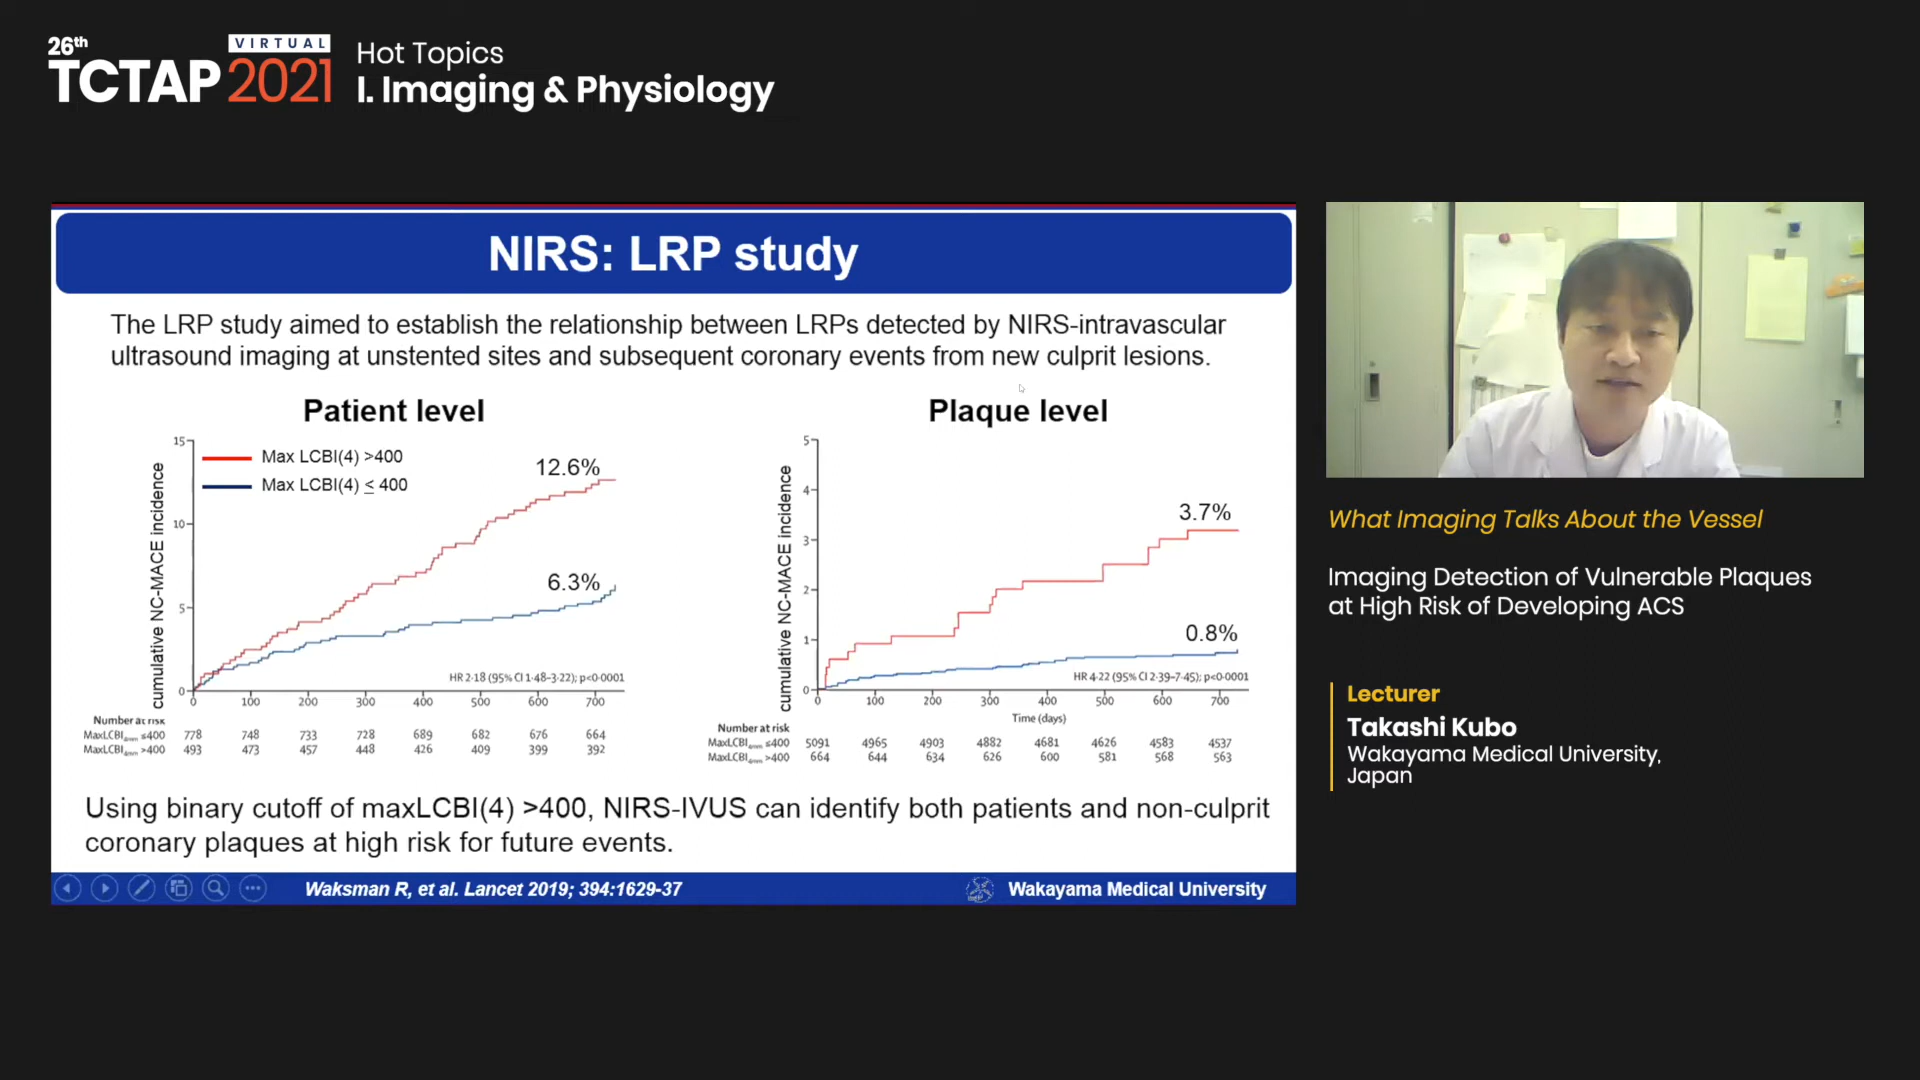 26th
VIRTUAL
TCTAP 2021
Hot Topics
I. Imaging & Physiology
NIRS: LRP study
The LRP study aimed to establish the relationship between LRPs detected by NIRS-intravascular
ultrasound imaging at unstented sites and subsequent coronary events from new culprit lesions.
Patient level
cumulative NC-MACE incidence
15
10
5
0
Max LCBI(4) >400
Max LCBI(4) ≤ 400
12.6%
6.3%
HR 2·18 (95% CI 1·48–3·22); p<0·0001
0 100 200 300 400 500 600 700
Number at risk
MaxLCBI4mm ≤400 778 748 733 728 689 682 676 664
MaxLCBI4mm >400 493 473 457 448 426 409 399 392
Plaque level
cumulative NC-MACE incidence
5
4
3
2
1
0
3.7%
0.8%
HR 4·22 (95% CI 2·39–7·45); p<0·0001
0 100 200 300 400 500 600 700
Time (days)
Number at risk
MaxLCBI4mm ≤400 5091 4965 4903 4882 4681 4626 4583 4537
MaxLCBI4mm >400 664 644 634 626 600 581 568 563
Using binary cutoff of maxLCBI(4) >400, NIRS-IVUS can identify both patients and non-culprit
coronary plaques at high risk for future events.
Waksman R, et al. Lancet 2019; 394:1629-37
Wakayama Medical University
What Imaging Talks About the Vessel
Imaging Detection of Vulnerable Plaques
at High Risk of Developing ACS
Lecturer
Takashi Kubo
Wakayama Medical University,
Japan